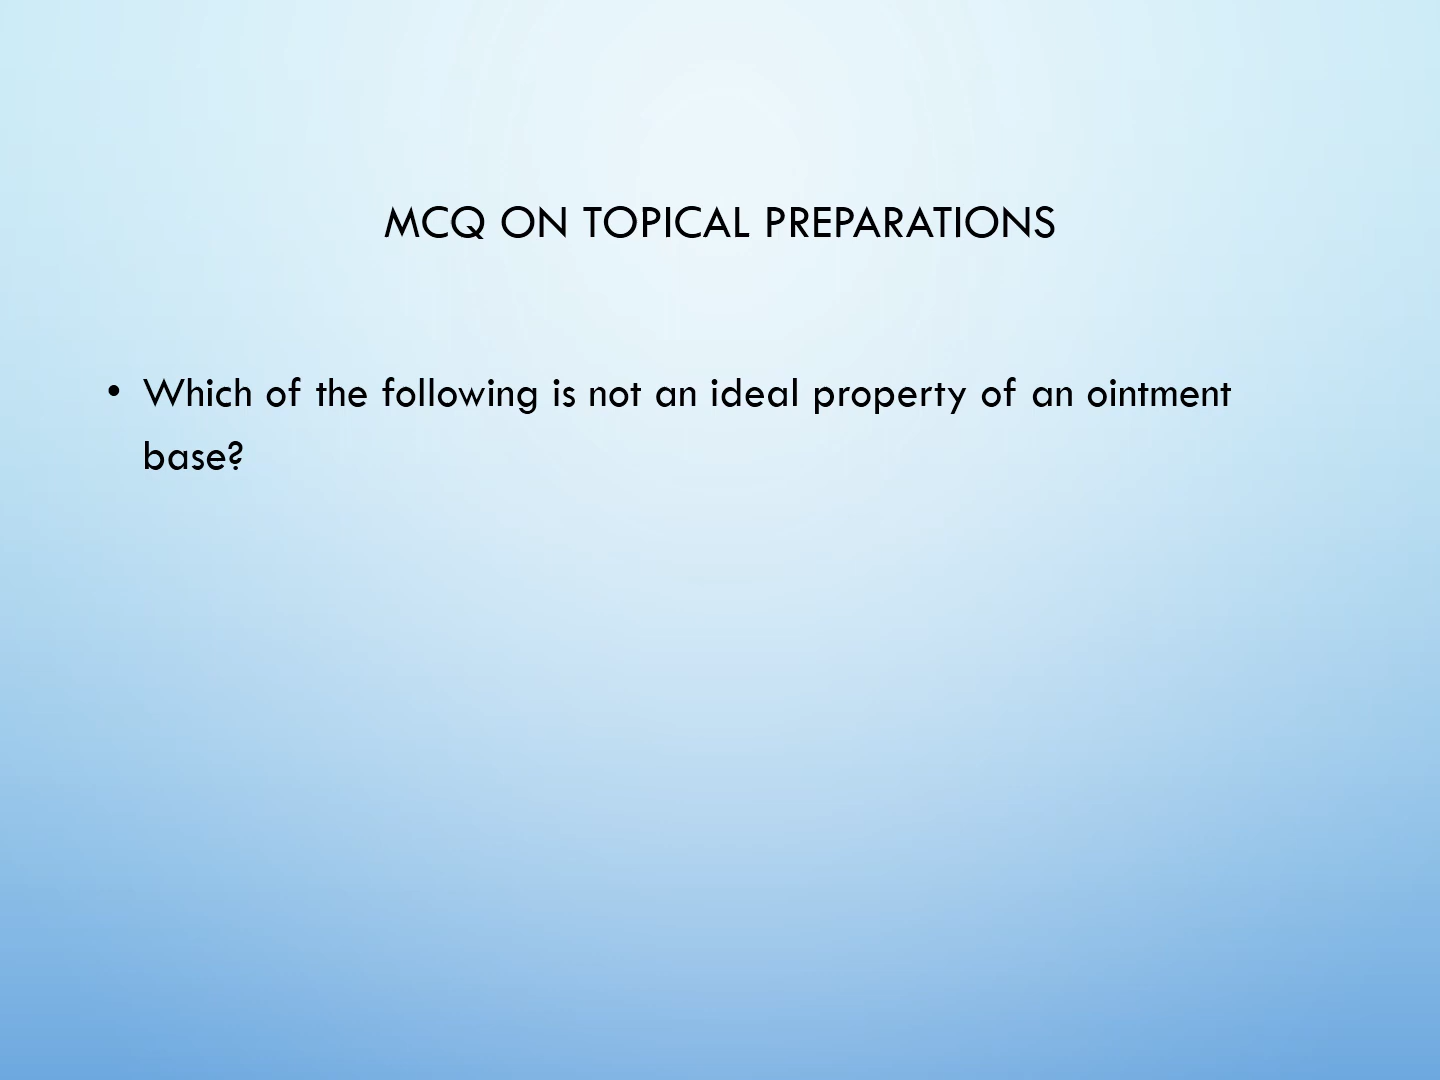 MCQ ON TOPICAL PREPARATIONS
• Which of the following is not an ideal property of an ointment
base?